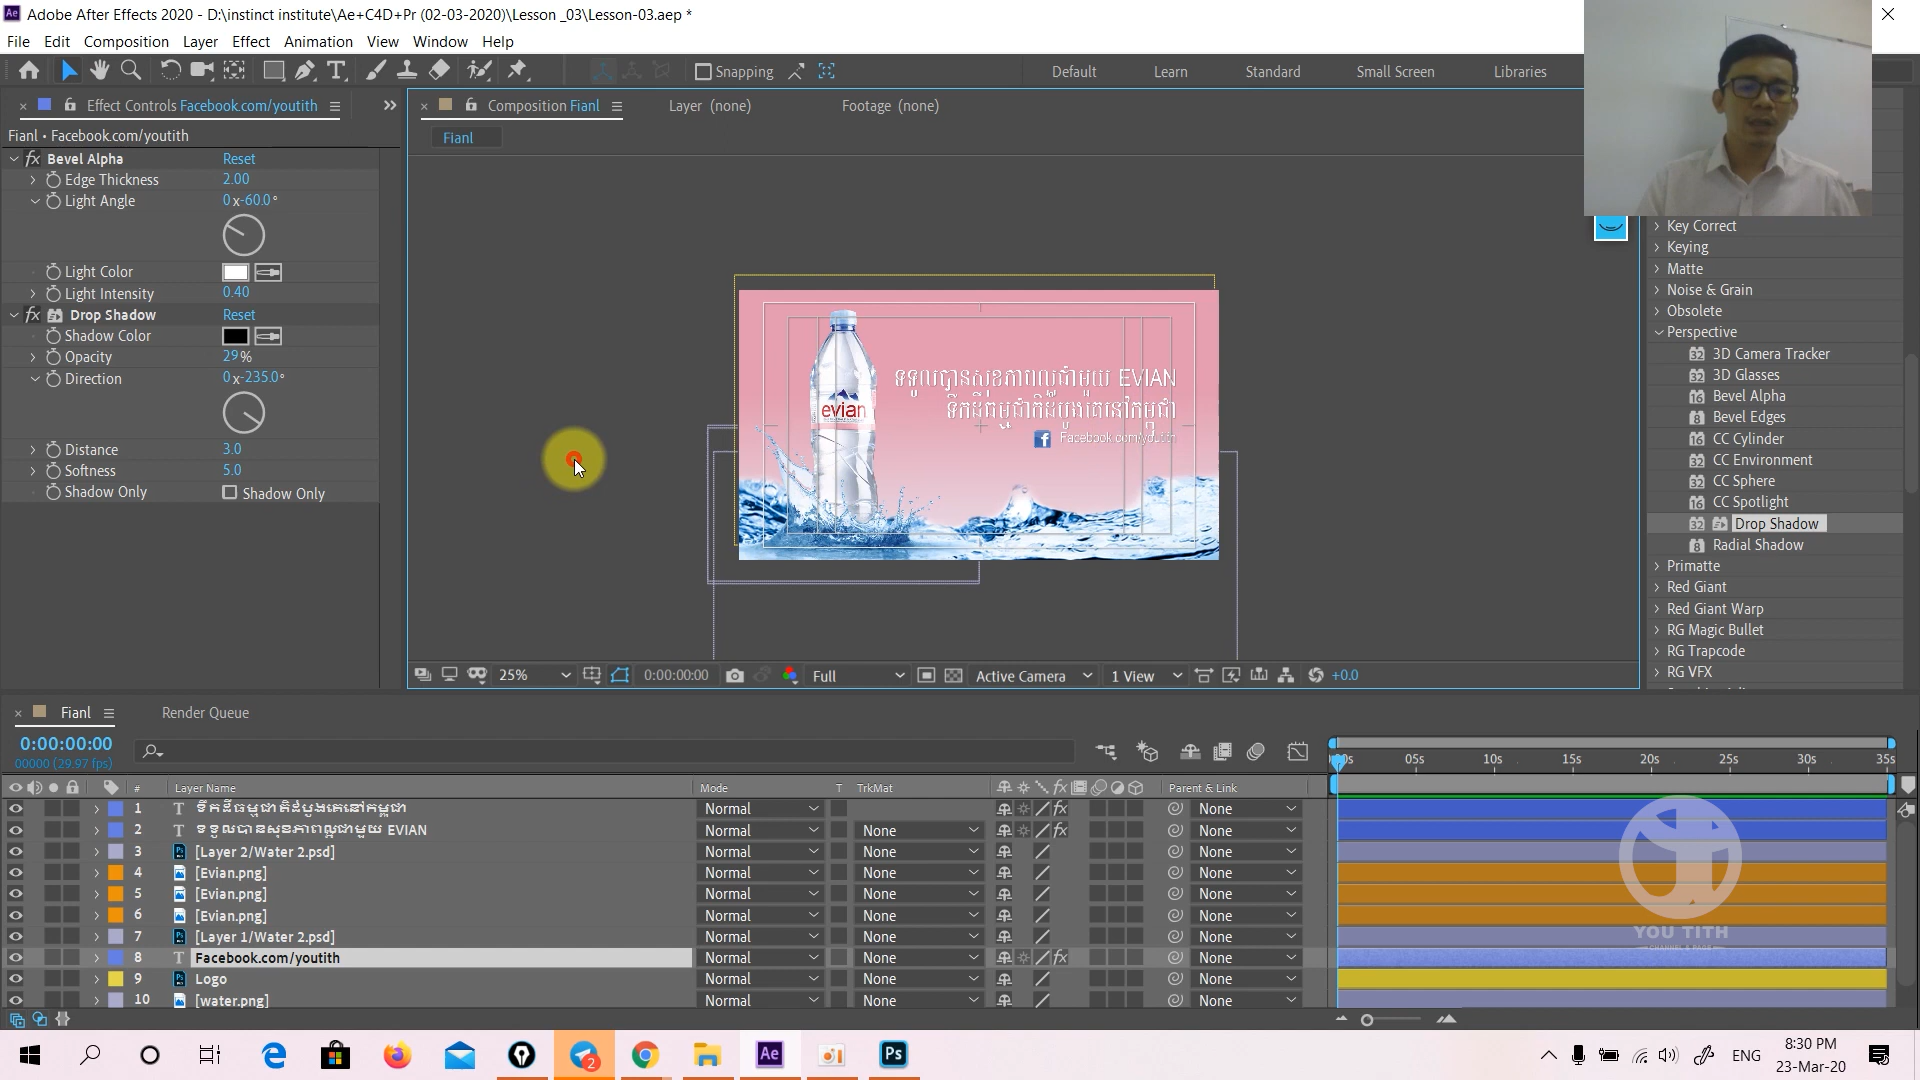 Adobe After Effects 2020 - D:\instinct institute\Ae+C4D+Pr (02-03-2020)\Lesson _03\Lesson-03.aep *
File Edit Composition Layer Effect Animation View Window Help
Snapping Default Learn Standard Small Screen Libraries
Effect Controls Facebook.com/youtith
Composition Fianl Layer (none) Footage (none)
Fianl • Facebook.com/youtith
Fianl
Bevel Alpha Reset
Edge Thickness 2.00
Light Angle 0x-60.0°
Light Color
Light Intensity 0.40
Drop Shadow Reset
Shadow Color
Opacity 29%
Direction 0x-235.0°
Distance 3.0
Softness 5.0
Shadow Only Shadow Only
evian
ទទួលបានសុខភាពល្អជាមួយ EVIAN
ទឹកដ៏ធម្មជាតិដំបូងគេនៅកម្ពុជា
Facebook.com/youtith
Key Correct
Keying
Matte
Noise & Grain
Obsolete
Perspective
3D Camera Tracker
3D Glasses
Bevel Alpha
Bevel Edges
CC Cylinder
CC Environment
CC Sphere
CC Spotlight
Drop Shadow
Radial Shadow
Primatte
Red Giant
Red Giant Warp
RG Magic Bullet
RG Trapcode
RG VFX
25% 0:00:00:00 Full Active Camera 1 View +0.0
Fianl Render Queue
0:00:00:00
00000 (29.97 fps)
05s 10s 15s 20s 25s 30s 35s
# Layer Name Mode T TrkMat Parent & Link
1 T ទឹកដ៏ធម្មជាតិដំបូងគេនៅកម្ពុជា Normal None
2 T ទទួលបានសុខភាពល្អជាមួយ EVIAN Normal None None
3 [Layer 2/Water 2.psd] Normal None None
4 [Evian.png] Normal None None
5 [Evian.png] Normal None None
6 [Evian.png] Normal None None
7 [Layer 1/Water 2.psd] Normal None None
8 T Facebook.com/youtith Normal None None
9 Logo Normal None None
10 [water.png] Normal None None
YOU TITH
CHANNEL & PAGE
2 Ae Ps ENG
8:30 PM
23-Mar-20